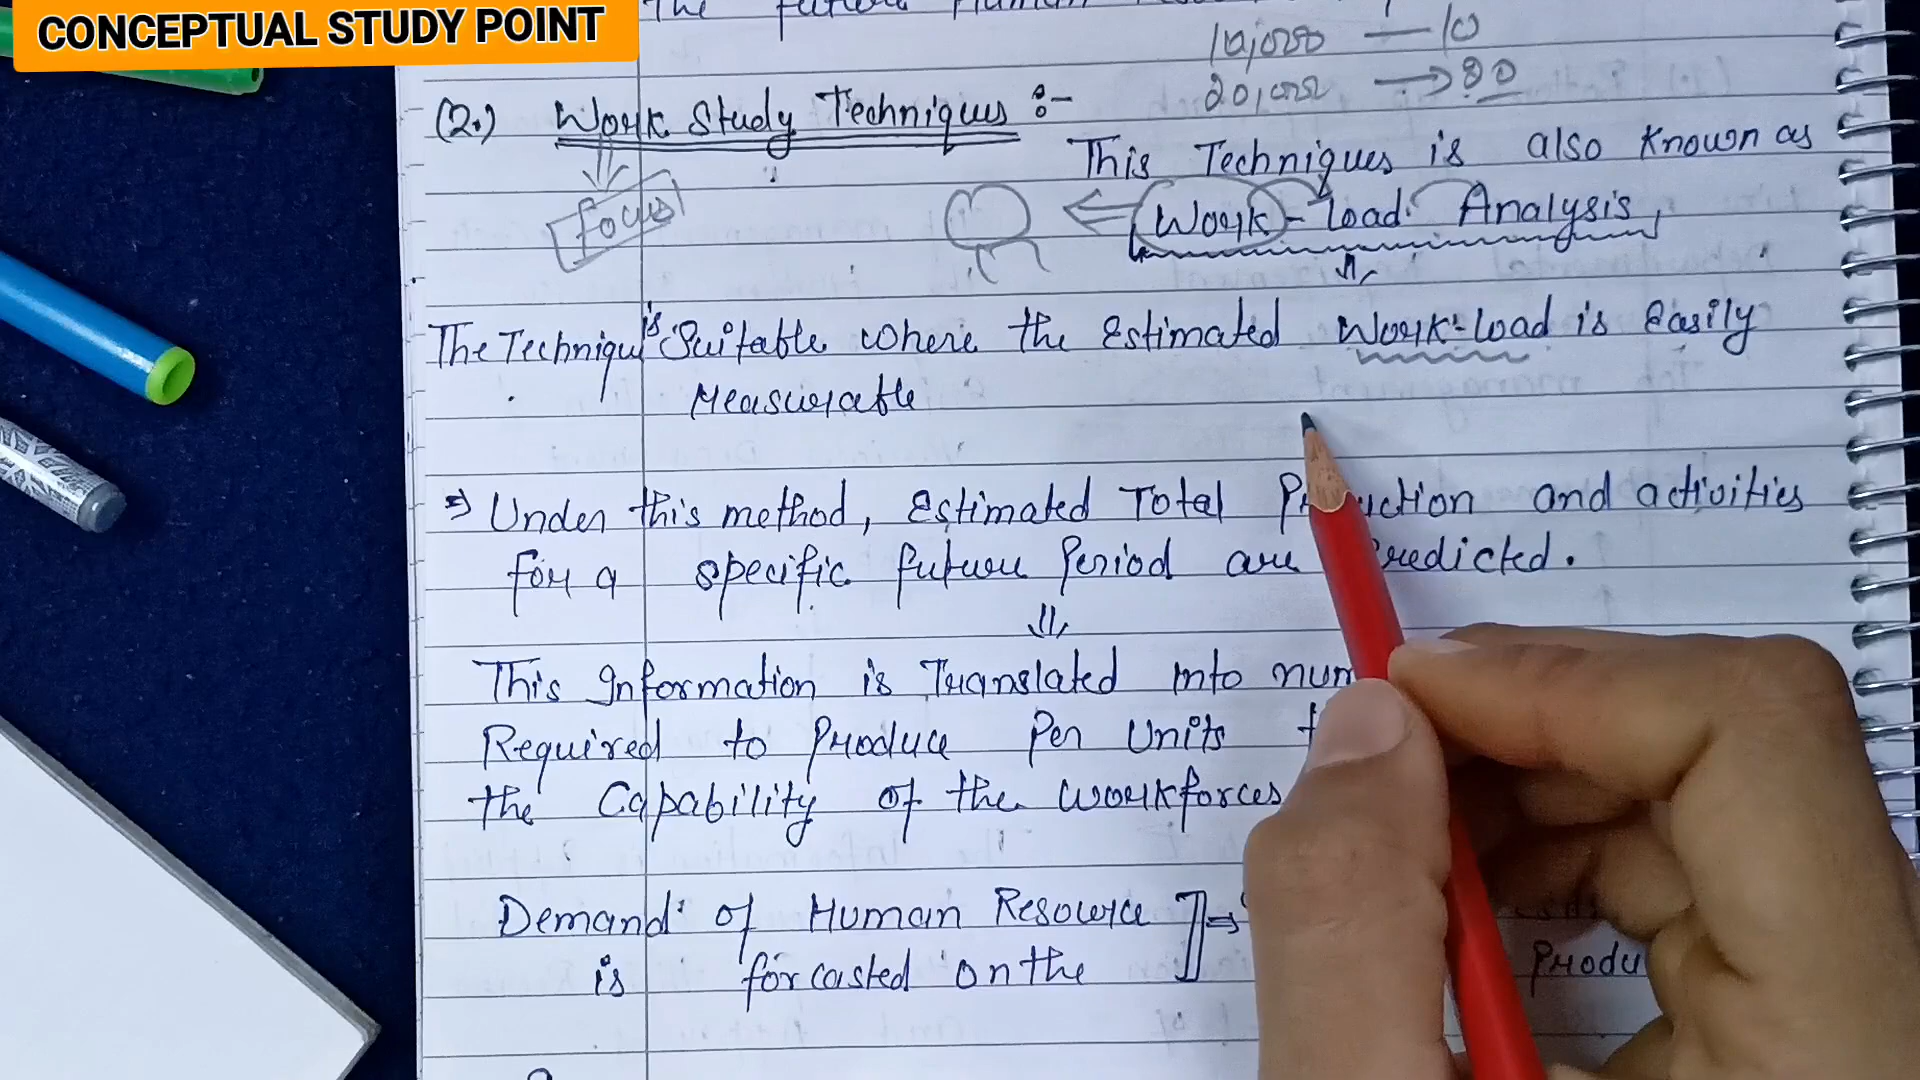 CONCEPTUAL STUDY POINT
The future Human
10,000 → 10
20,000 → 20
(2.) Work Study Techniques :-
This Techniques is also Known as
focus
Work-load Analysis,
The Technique is Suitable where the Estimated Work-load is Easily
Measurable
⇒ Under this method, Estimated Total and activities
for a specific future Period are Predicted.
This Information is Translated into
Required to Produce Per Units
the Capability of the workforces
Demand of Human Resource
is forcasted on the
Produ